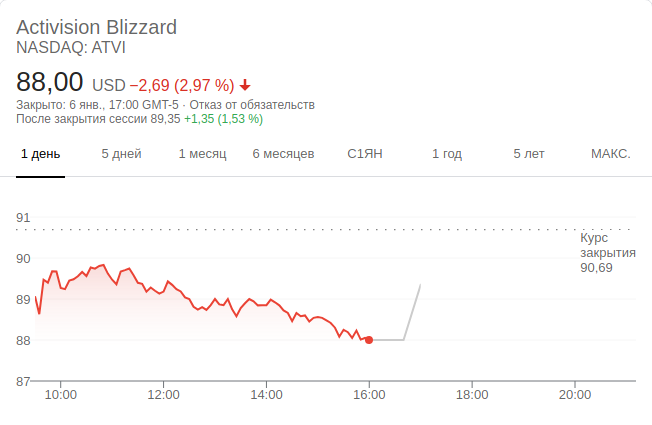 Activision Blizzard
NASDAQ: ATVI
88,00 USD −2,69 (2,97 %)
Закрыто: 6 янв., 17:00 GMT-5 · Отказ от обязательств
После закрытия сессии 89,35 +1,35 (1,53 %)
1 день 5 дней 1 месяц 6 месяцев С1ЯН 1 год 5 лет МАКС.
91
Курс
закрытия
90,69
90
89
88
87
10:00 12:00 14:00 16:00 18:00 20:00